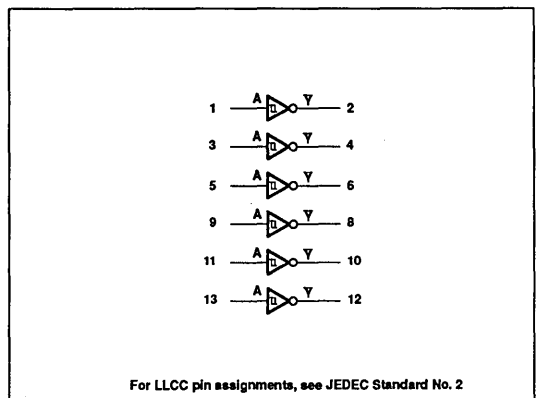 1 A Y 2
3 A Y 4
5 A Y 6
9 A Y 8
11 A Y 10
13 A Y 12
For LLCC pin assignments, see JEDEC Standard No. 2